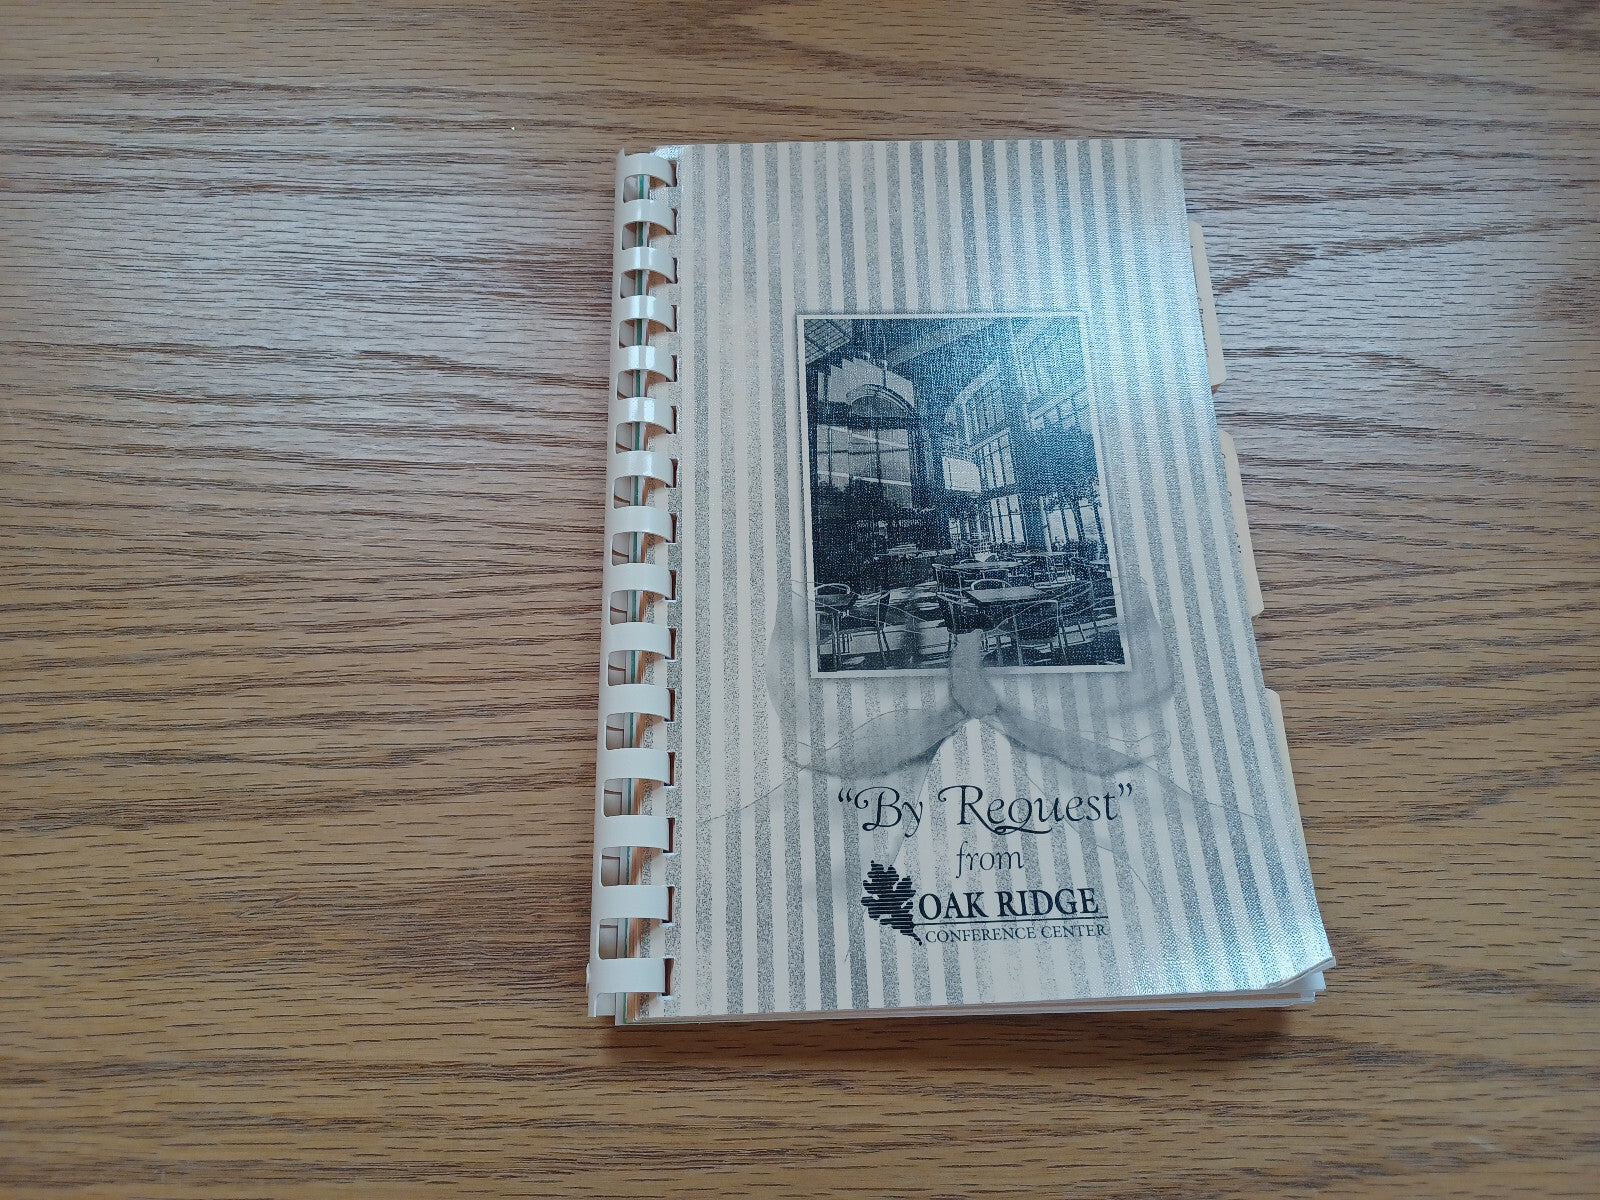 “By Request”
from
OAK RIDGE
CONFERENCE CENTER